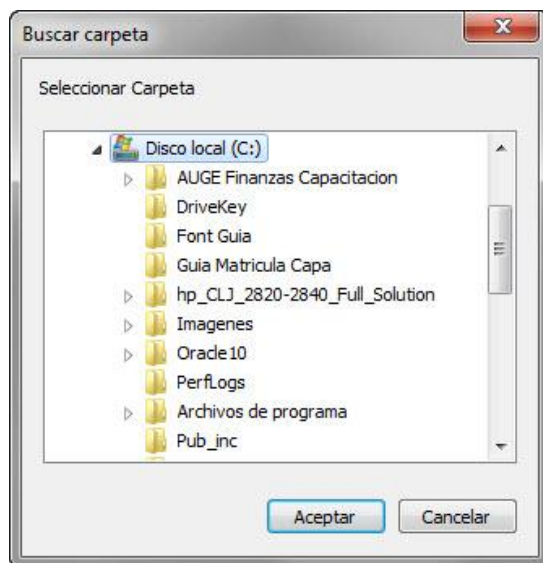 Buscar carpeta
Seleccionar Carpeta
Disco local (C:)
AUGE Finanzas Capacitacion
DriveKey
Font Guia
Guia Matricula Capa
hp_CLJ_2820-2840_Full_Solution
Imagenes
Oracle10
PerfLogs
Archivos de programa
Pub_inc
Aceptar Cancelar